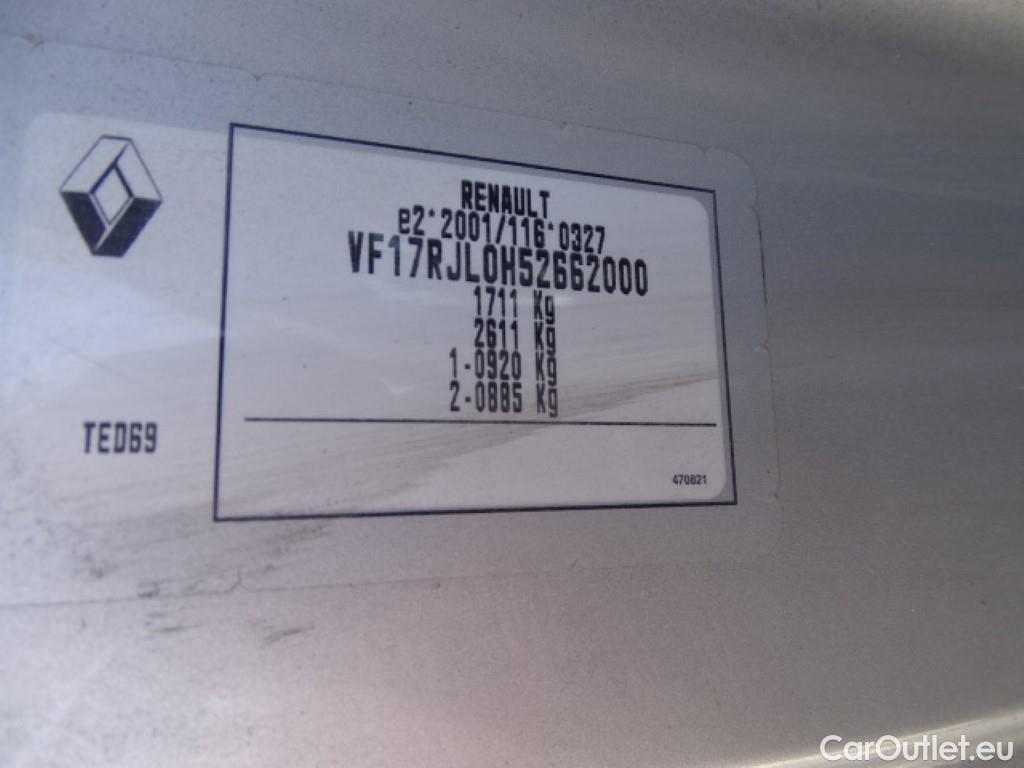 RENAULT
e2*2001/116*0327
VF17RJL0H52662000
1711 Kg
2611 Kg
1-0920 Kg
2-0885 Kg
TED69
470821
CarOutlet.eu